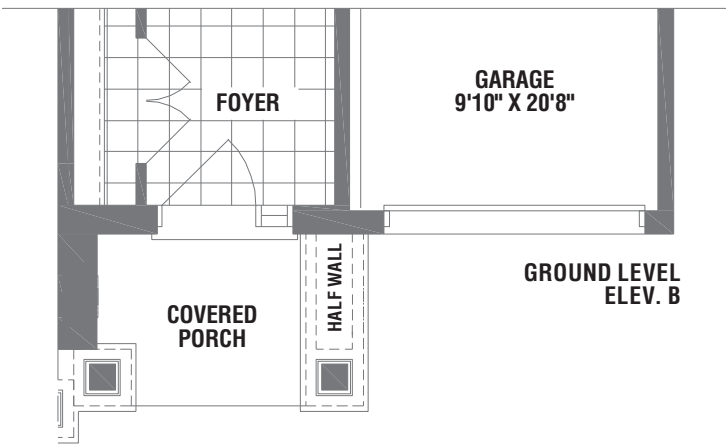 FOYER
GARAGE
9'10" X 20'8"
GROUND LEVEL
ELEV. B
COVERED
PORCH
HALF WALL